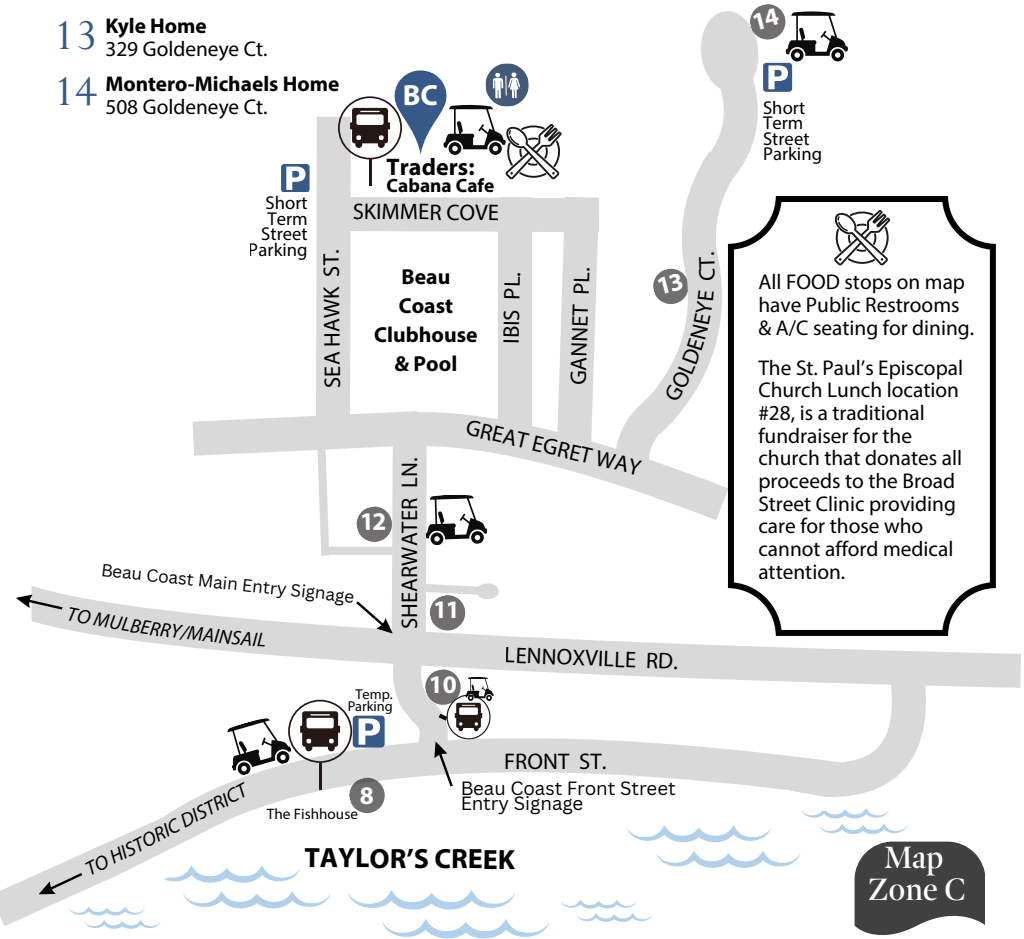 13 Kyle Home
329 Goldeneye Ct.
14 Montero-Michaels Home
508 Goldeneye Ct.
14
P
Short
Term
Street
Parking
BC
Traders:
Cabana Cafe
P
Short
Term
Street
Parking
SKIMMER COVE
SEA HAWK ST.
Beau
Coast
Clubhouse
& Pool
IBIS PL.
GANNET PL.
13
GOLDENEYE CT.
All FOOD stops on map
have Public Restrooms
& A/C seating for dining.
The St. Paul’s Episcopal
Church Lunch location
#28, is a traditional
fundraiser for the
church that donates all
proceeds to the Broad
Street Clinic providing
care for those who
cannot afford medical
attention.
GREAT EGRET WAY
SHEARWATER LN.
12
Beau Coast Main Entry Signage
11
TO MULBERRY/MAINSAIL
LENNOXVILLE RD.
10
Temp.
Parking
P
FRONT ST.
Beau Coast Front Street
Entry Signage
8
The Fishhouse
TO HISTORIC DISTRICT
TAYLOR’S CREEK
Map
Zone C